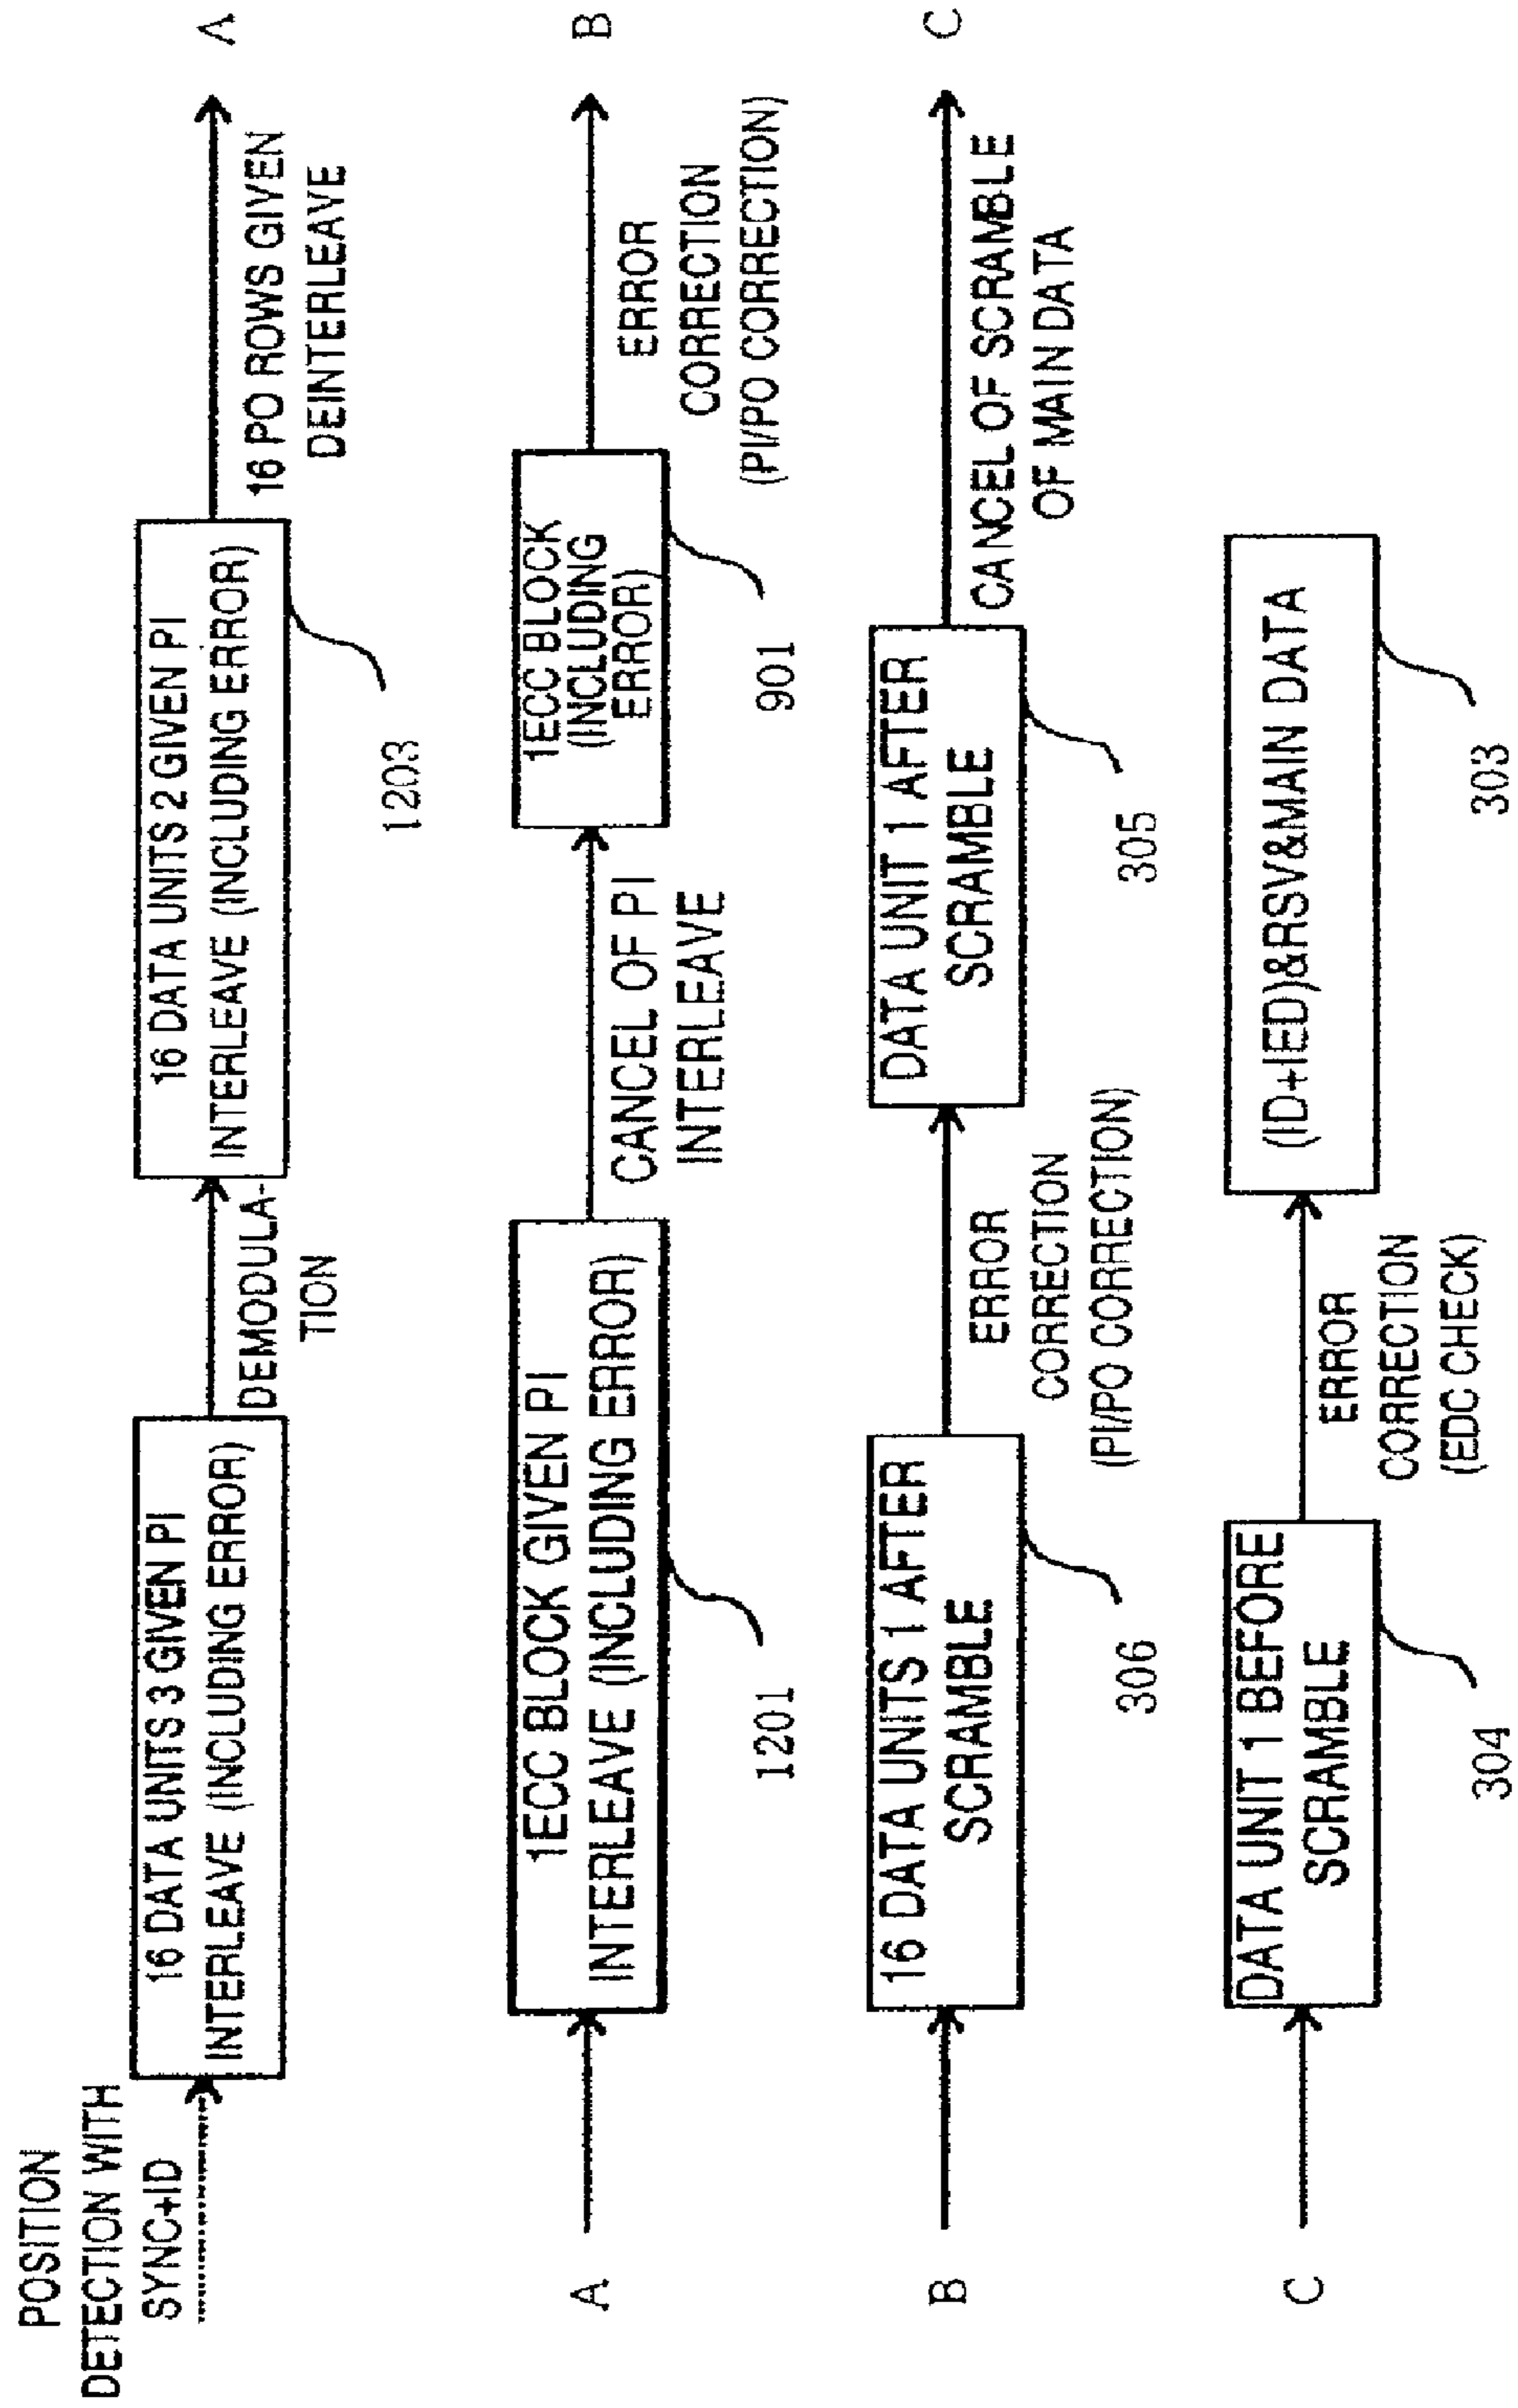 POSITION
DETECTION WITH
SYNC+ID
16 DATA UNITS 3 GIVEN PI
INTERLEAVE (INCLUDING ERROR)
DEMODULA-
TION
16 DATA UNITS 2 GIVEN PI
INTERLEAVE (INCLUDING ERROR)
1203
16 PO ROWS GIVEN
DEINTERLEAVE
A
A
1ECC BLOCK GIVEN PI
INTERLEAVE (INCLUDING ERROR)
1201
CANCEL OF PI
INTERLEAVE
1ECC BLOCK
(INCLUDING
ERROR)
901
ERROR
CORRECTION
(PI/PO CORRECTION)
B
B
16 DATA UNITS 1 AFTER
SCRAMBLE
306
ERROR
CORRECTION
(PI/PO CORRECTION)
DATA UNIT 1 AFTER
SCRAMBLE
305
CANCEL OF SCRAMBLE
OF MAIN DATA
C
C
DATA UNIT 1 BEFORE
SCRAMBLE
304
ERROR
CORRECTION
(EDC CHECK)
(ID+IED)&RSV&MAIN DATA
303